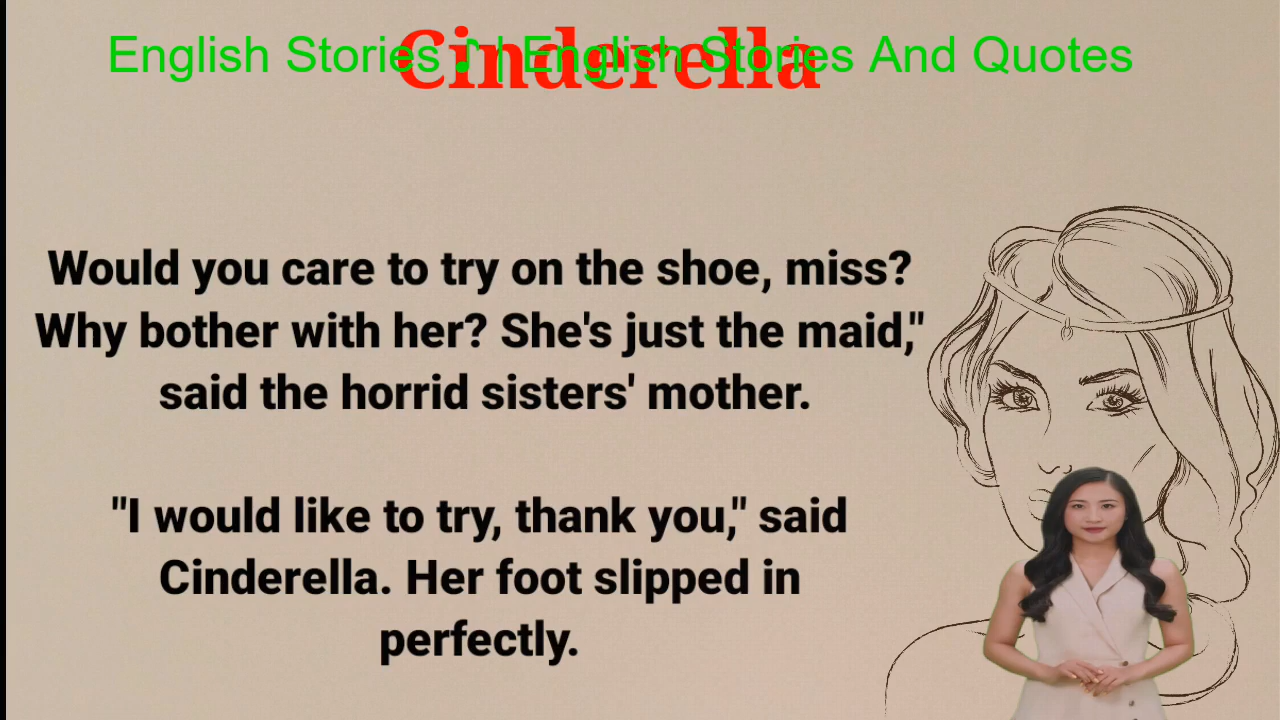 English Stories ♪ | English Stories And Quotes
Cinderella
Would you care to try on the shoe, miss?
Why bother with her? She's just the maid,"
said the horrid sisters' mother.
"I would like to try, thank you," said
Cinderella. Her foot slipped in
perfectly.